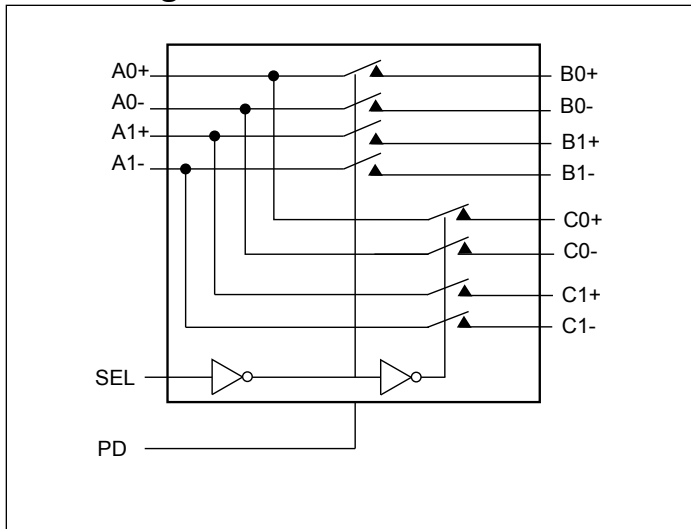 A0+
A0-
A1+
A1-
B0+
B0-
B1+
B1-
C0+
C0-
C1+
C1-
SEL
PD